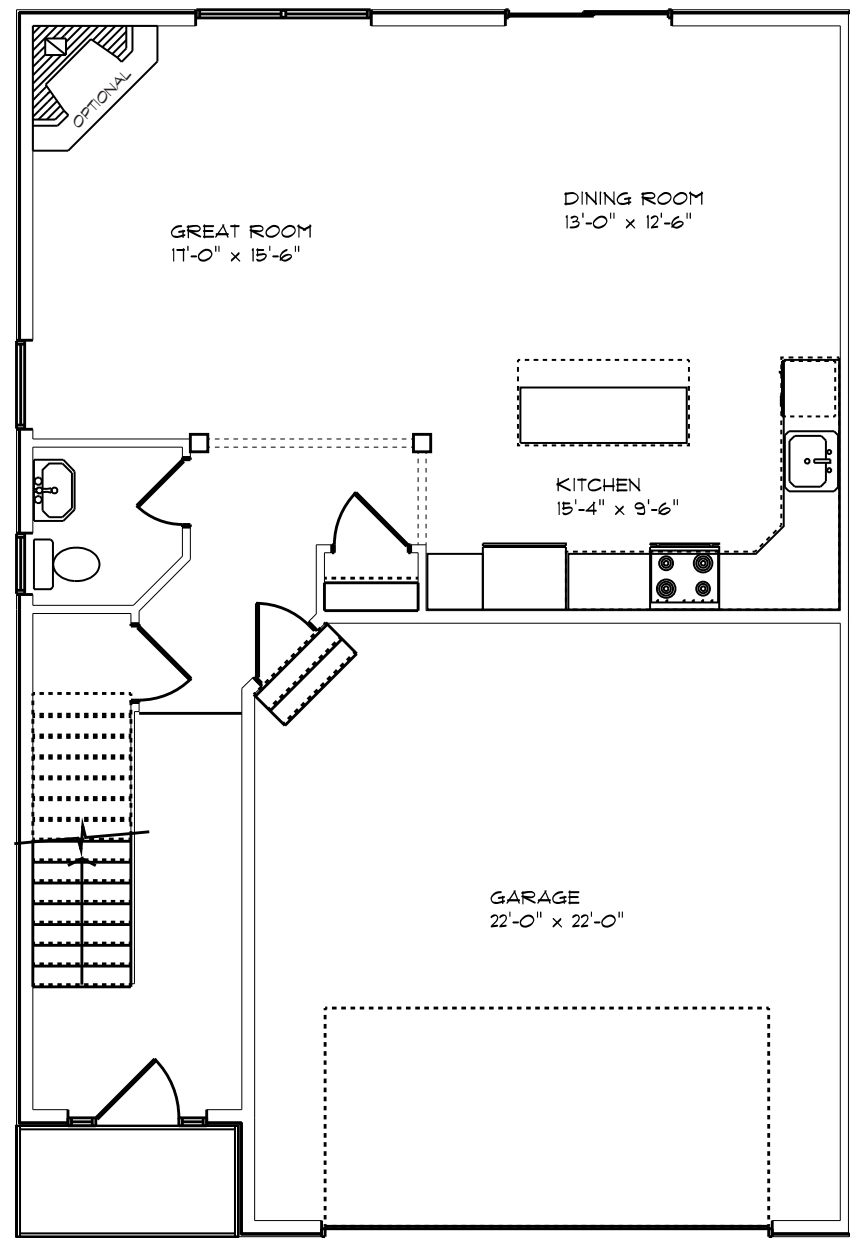 OPTIONAL
GREAT ROOM
17'-0" x 15'-6"
DINING ROOM
13'-0" x 12'-6"
KITCHEN
15'-4" x 9'-6"
GARAGE
22'-0" x 22'-0"